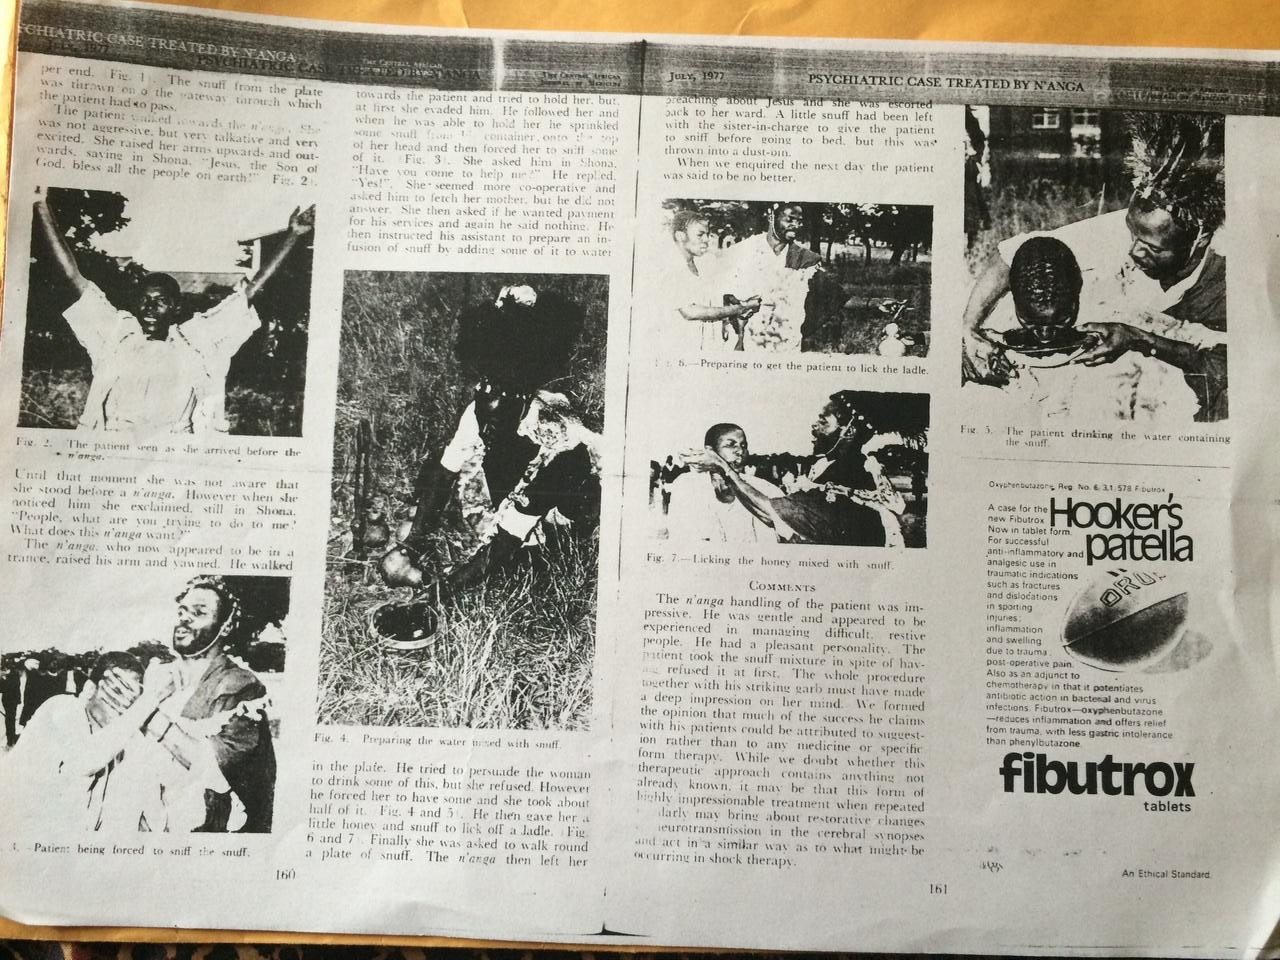 PSYCHIATRIC CASE TREATED BY N'ANGA
PSYCHIATRIC CASE TREATED BY N'ANGA
THE CENTRAL AFRICAN
THE CENTRAL AFRICAN
JOURNAL OF MEDICINE
per end. Fig. 1). The snuff from the plate
was thrown on o the gateway through which
the patient had to pass.
The patient walked towards the n'anga. She
was not aggressive, but very talkative and very
excited. She raised her arms upwards and out-
wards, saying in Shona, "Jesus, the Son of
God, bless all the people on earth!" Fig. 2).
Fig. 2. The patient seen as she arrived before the
n'anga.
Until that moment she was not aware that
she stood before a n'anga. However when she
noticed him she exclaimed, still in Shona,
"People, what are you trying to do to me?
What does this n'anga want?"
The n'anga, who now appeared to be in a
trance, raised his arm and yawned. He walked
Patient being forced to sniff the snuff.
towards the patient and tried to hold her, but,
at first she evaded him. He followed her and
when he was able to hold her he sprinkled
some snuff from container onto the top
of her head and then forced her to sniff some
of it. (Fig. 3). She asked him in Shona,
"Have you come to help me?" He replied,
"Yes!". She seemed more co-operative and
asked him to fetch her mother, but he did not
answer. She then asked if he wanted payment
for his services and again he said nothing. He
then instructed his assistant to prepare an in-
fusion of snuff by adding some of it to water
Fig. 4. Preparing the water mixed with snuff.
in the plate. He tried to persuade the woman
to drink some of this, but she refused. However
he forced her to have some and she took about
half of it. (Fig. 4 and 5). He then gave her a
little honey and snuff to lick off a ladle. (Fig.
6 and 7). Finally she was asked to walk round
a plate of snuff. The n'anga then left her
160
JULY, 1977
PSYCHIATRIC CASE TREATED BY N'ANGA
preaching about Jesus and she was escorted
back to her ward. A little snuff had been left
with the sister-in-charge to give the patient
to sniff before going to bed, but this was
thrown into a dust-bin.
When we enquired the next day the patient
was said to be no better.
6.—Preparing to get the patient to lick the ladle.
Fig. 7.—Licking the honey mixed with snuff.
COMMENTS
The n'anga handling of the patient was im-
pressive. He was gentle and appeared to be
experienced in managing difficult, restive
people. He had a pleasant personality. The
patient took the snuff mixture in spite of hav-
ing refused it at first. The whole procedure
together with his striking garb must have made
a deep impression on her mind. We formed
the opinion that much of the success he claims
with his patients could be attributed to suggest-
ion rather than to any medicine or specific
form therapy. While we doubt whether this
therapeutic approach contains anything not
already known, it may be that this form of
highly impressionable treatment when repeated
larly may bring about restorative changes
neurotransmission in the cerebral synopses
and act in a similar way as to what might be
occurring in shock therapy.
161
Fig. 5. The patient drinking the water containing
the snuff.
Oxyphenbutazone, Reg. No. 6, 3,1: 578 Fibutrox
A case for the
new Fibutrox
Hooker's
patella
Now in tablet form.
For successful
anti-inflammatory and
analgesic use in
traumatic indications
such as fractures
and dislocations
in sporting
injuries;
inflammation
and swelling
due to trauma,
post-operative pain.
Also as an adjunct to
chemotherapy in that it potentiates
antibiotic action in bacterial and virus
infections. Fibutrox—oxyphenbutazone
—reduces inflammation and offers relief
from trauma, with less gastric intolerance
than phenylbutazone.
fibutrox
tablets
An Ethical Standard.